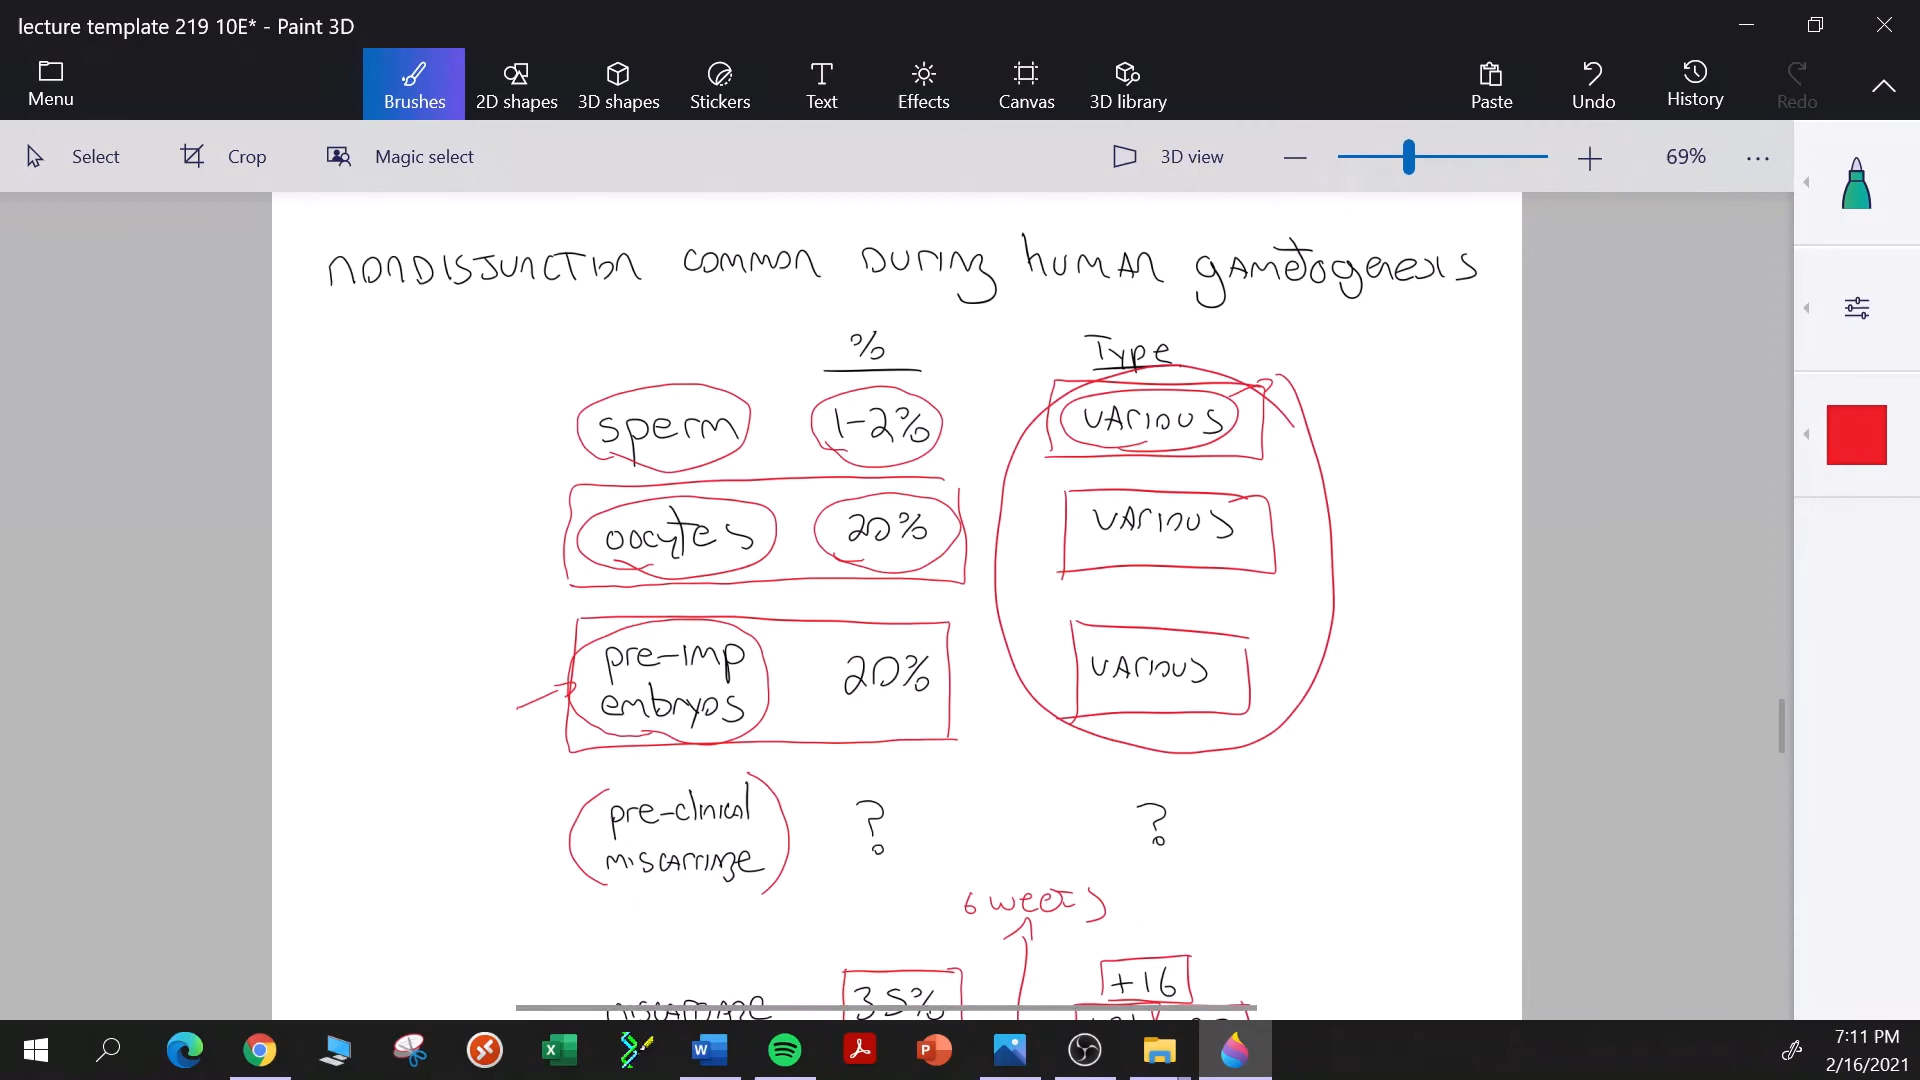 lecture template 219 10E* - Paint 3D
Menu
Brushes
2D shapes
3D shapes
Stickers
Text
Effects
Canvas
3D library
Paste
Undo
History
Redo
Select
Crop
Magic select
3D view
69%
NONDISJUNCTION COMMON DURING HUMAN gametogenesis
% Type
sperm 1-2% VARIOUS
oocytes 20% VARIOUS
pre-imp
embryos 20% VARIOUS
pre-clinical ? ?
miscarriage
6 weeks
+16
35%
7:11 PM
2/16/2021